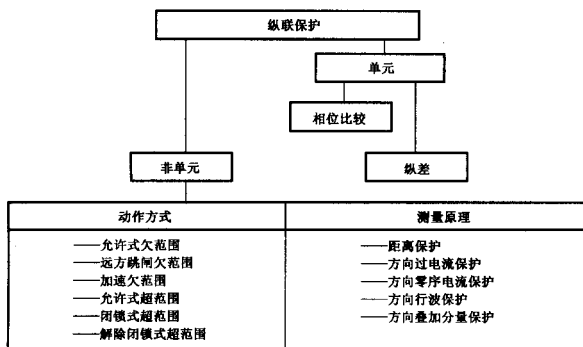 纵联保护
单元
相位比较
非单元
纵差
动作方式
测量原理
允许式欠范围
远方跳闸欠范围
加速欠范围
允许式超范围
闭锁式超范围
解除闭锁式超范围
距离保护
方向过电流保护
方向零序电流保护
方向行波保护
方向叠加分量保护